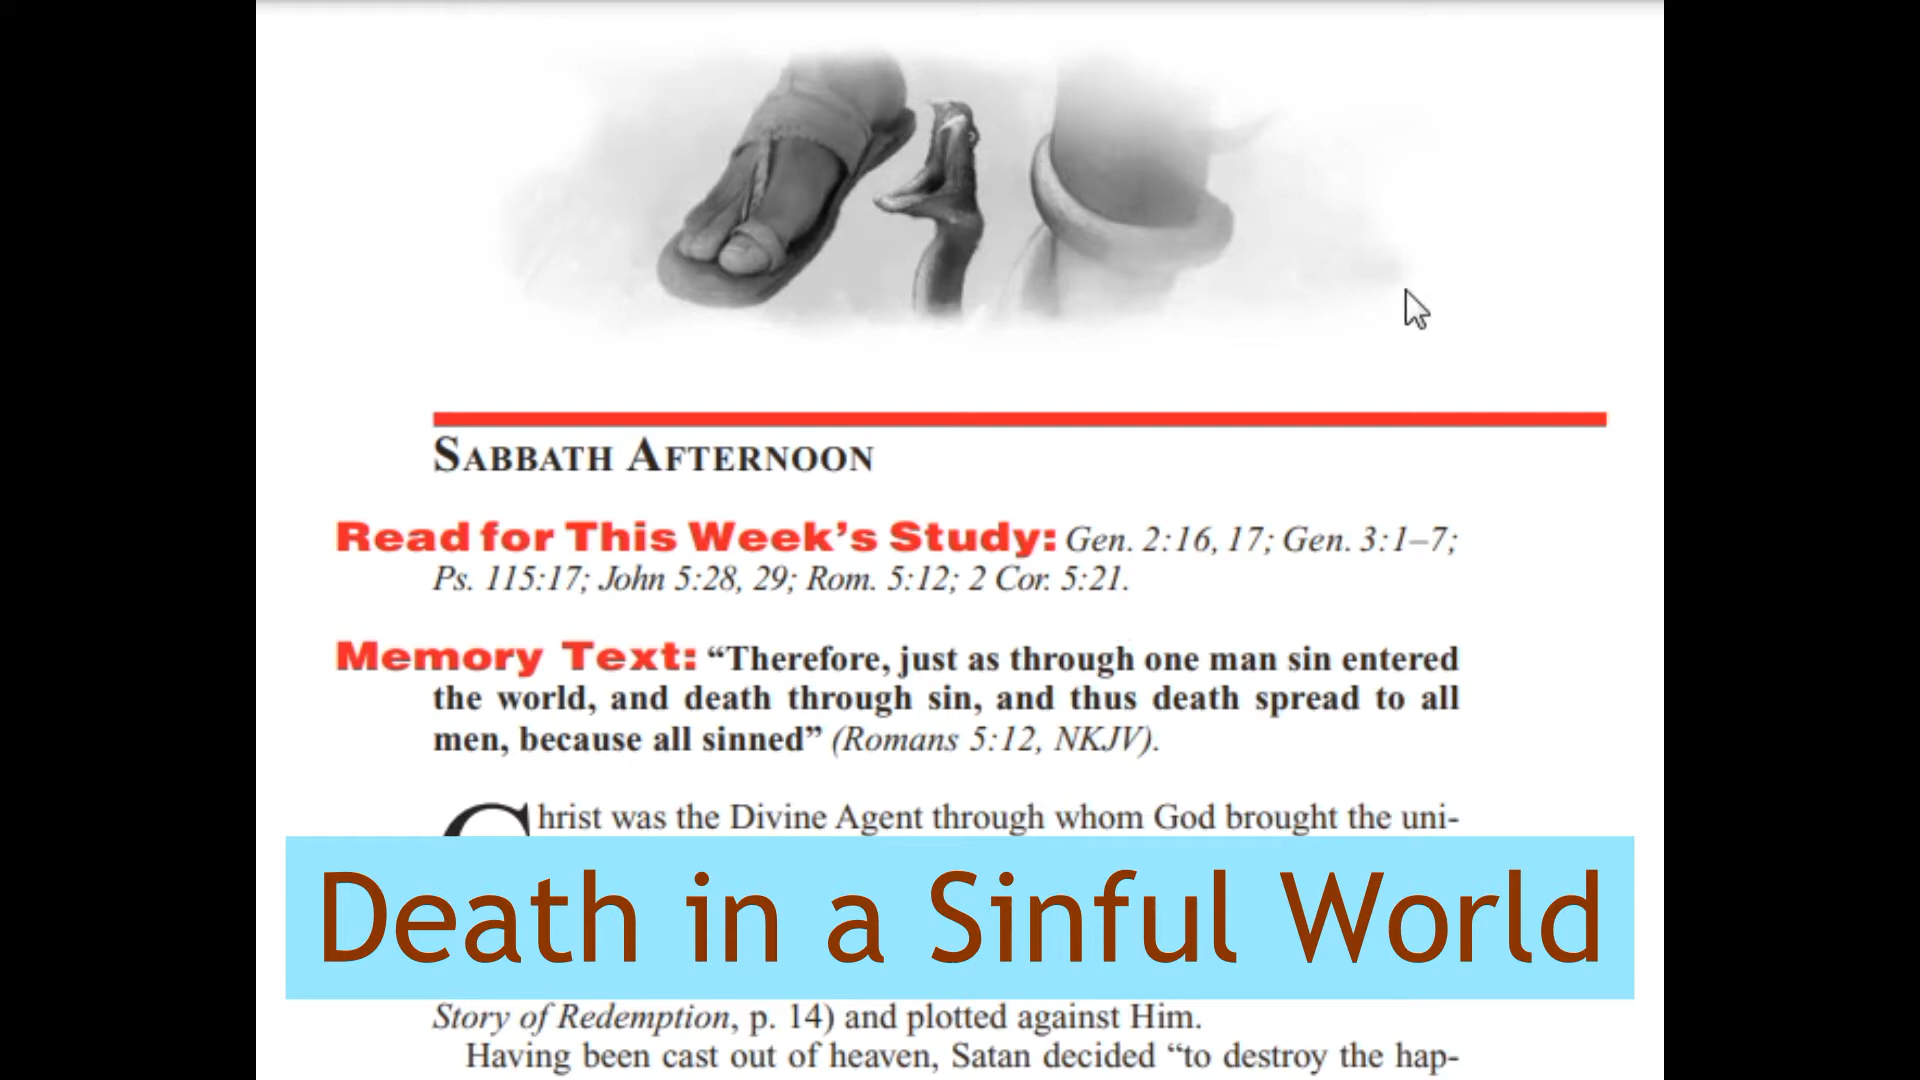 SABBATH AFTERNOON
Read for This Week’s Study: Gen. 2:16, 17; Gen. 3:1–7;
Ps. 115:17; John 5:28, 29; Rom. 5:12; 2 Cor. 5:21.
Memory Text: “Therefore, just as through one man sin entered
the world, and death through sin, and thus death spread to all
men, because all sinned” (Romans 5:12, NKJV).
Christ was the Divine Agent through whom God brought the uni-
Death in a Sinful World
Story of Redemption, p. 14) and plotted against Him.
Having been cast out of heaven, Satan decided “to destroy the hap-